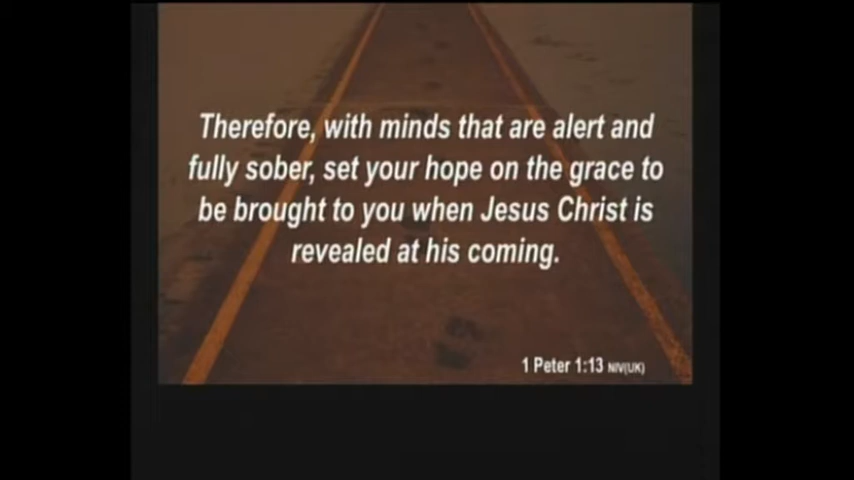 Therefore, with minds that are alert and
fully sober, set your hope on the grace to
be brought to you when Jesus Christ is
revealed at his coming.
1 Peter 1:13 NIV(UK)